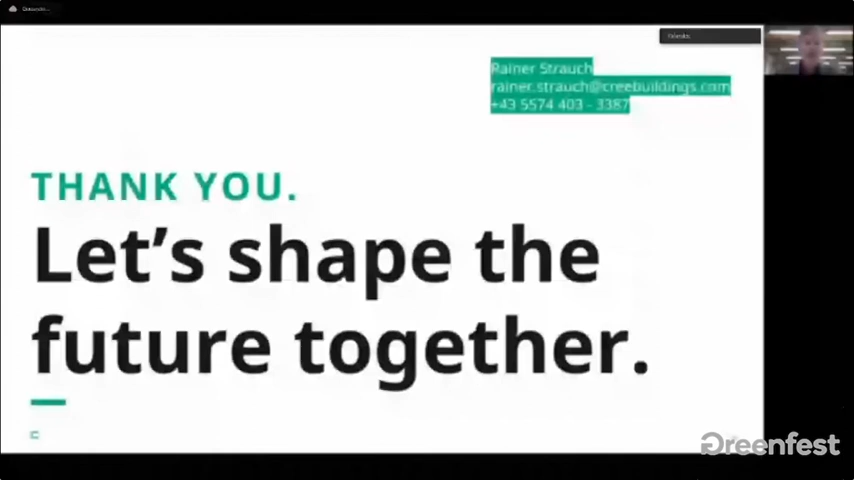 Rainer Strauch
rainer.strauch@creebuildings.com
+43 5574 403 - 3387
THANK YOU.
Let's shape the
future together.
Greenfest